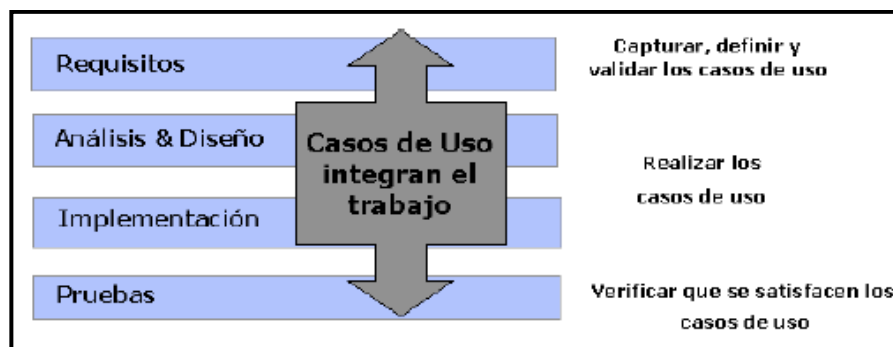 Requisitos
Capturar, definir y
validar los casos de uso
Análisis & Diseño
Casos de Uso
integran el
trabajo
Realizar los
casos de uso
Implementación
Pruebas
Verificar que se satisfacen los
casos de uso